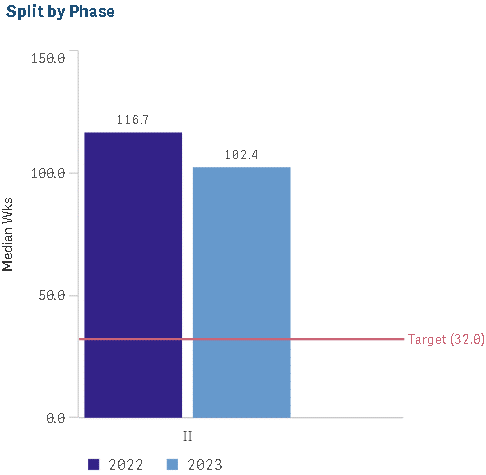 Split by Phase
150.0
116.7
102.4
100.0
Median Wks
50.0
Target (32.0)
0.0
II
2022 2023